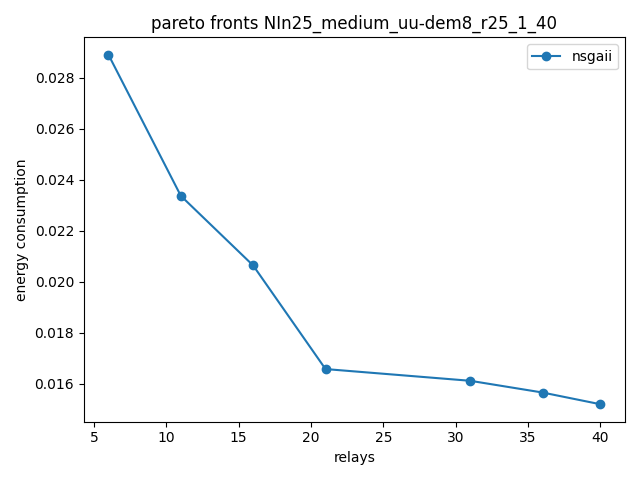 pareto fronts NIn25_medium_uu-dem8_r25_1_40
nsgaii
0.028
0.026
0.024
0.022
0.020
0.018
0.016
energy consumption
5 10 15 20 25 30 35 40
relays